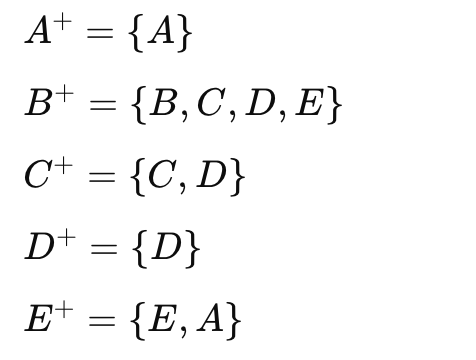 A⁺ = {A}
B⁺ = {B, C, D, E}
C⁺ = {C, D}
D⁺ = {D}
E⁺ = {E, A}